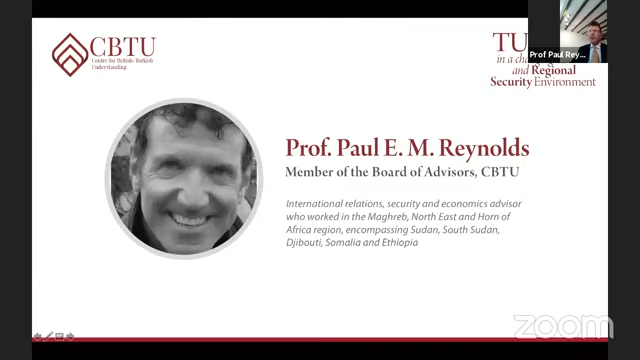 CBTU
Centre for British-Turkish
Understanding
TU
in a cha
and Regional
Security Environment
Prof Paul Rey...
Prof. Paul E. M. Reynolds
Member of the Board of Advisors, CBTU
International relations, security and economics advisor
who worked in the Maghreb, North East and Horn of
Africa region, encompassing Sudan, South Sudan,
Djibouti, Somalia and Ethiopia
zoom